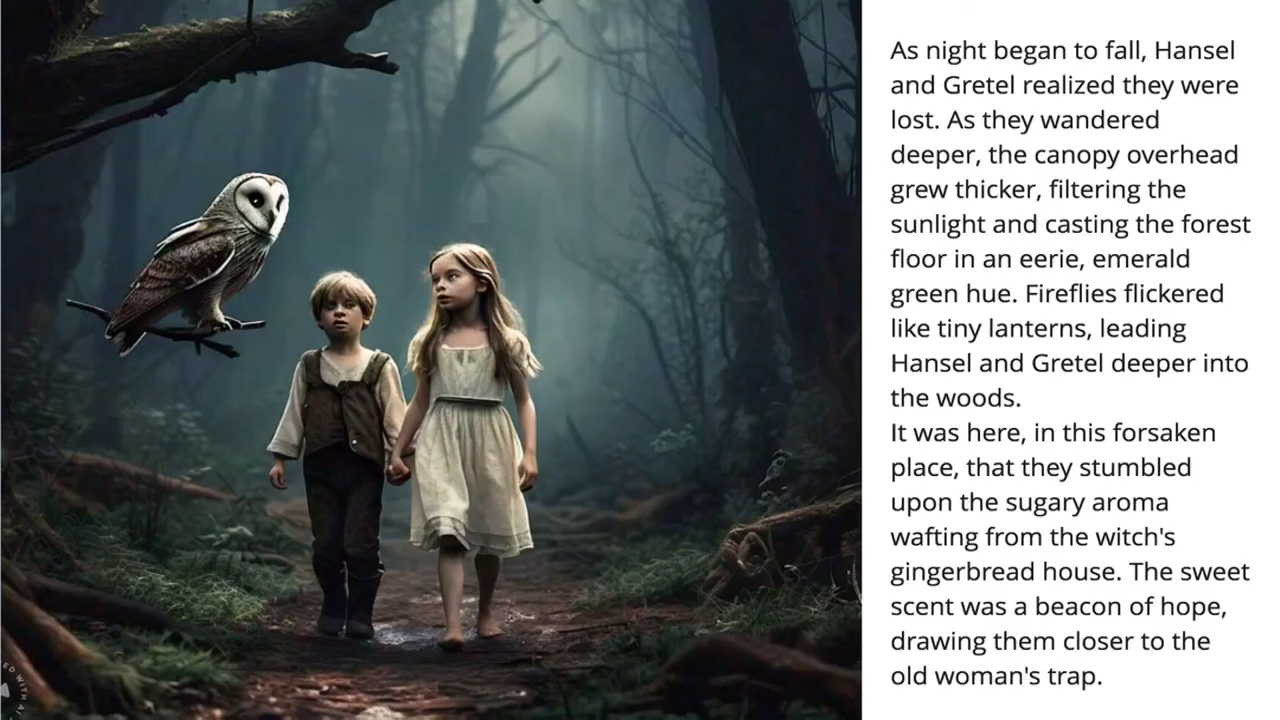 As night began to fall, Hansel
and Gretel realized they were
lost. As they wandered
deeper, the canopy overhead
grew thicker, filtering the
sunlight and casting the forest
floor in an eerie, emerald
green hue. Fireflies flickered
like tiny lanterns, leading
Hansel and Gretel deeper into
the woods.
It was here, in this forsaken
place, that they stumbled
upon the sugary aroma
wafting from the witch's
gingerbread house. The sweet
scent was a beacon of hope,
drawing them closer to the
old woman's trap.